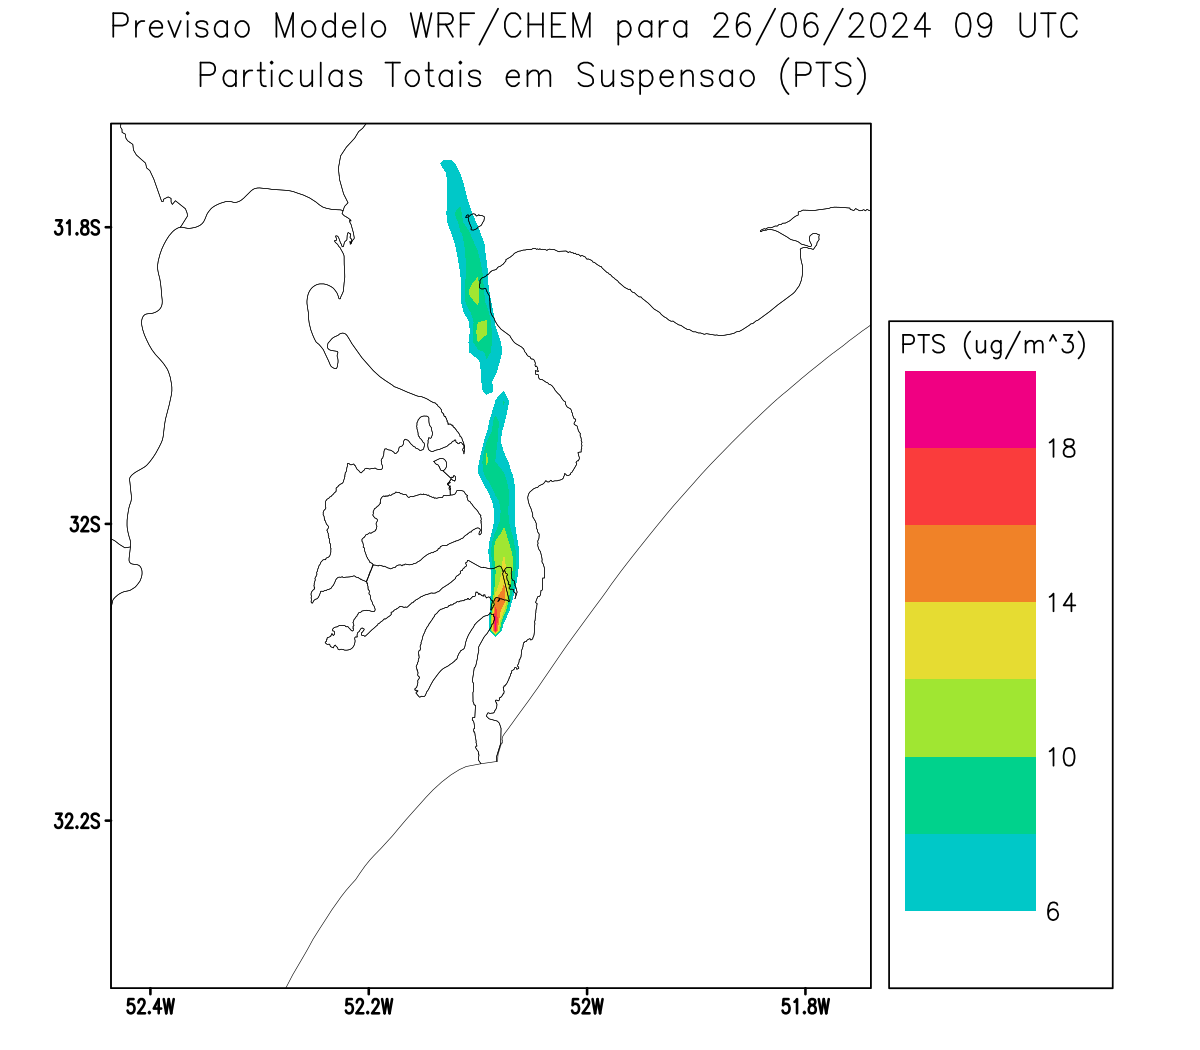 Previsao Modelo WRF/CHEM para 26/06/2024 09 UTC
Particulas Totais em Suspensao (PTS)
31.8S
32S
32.2S
52.4W
52.2W
52W
51.8W
PTS (ug/m^3)
18
14
10
6